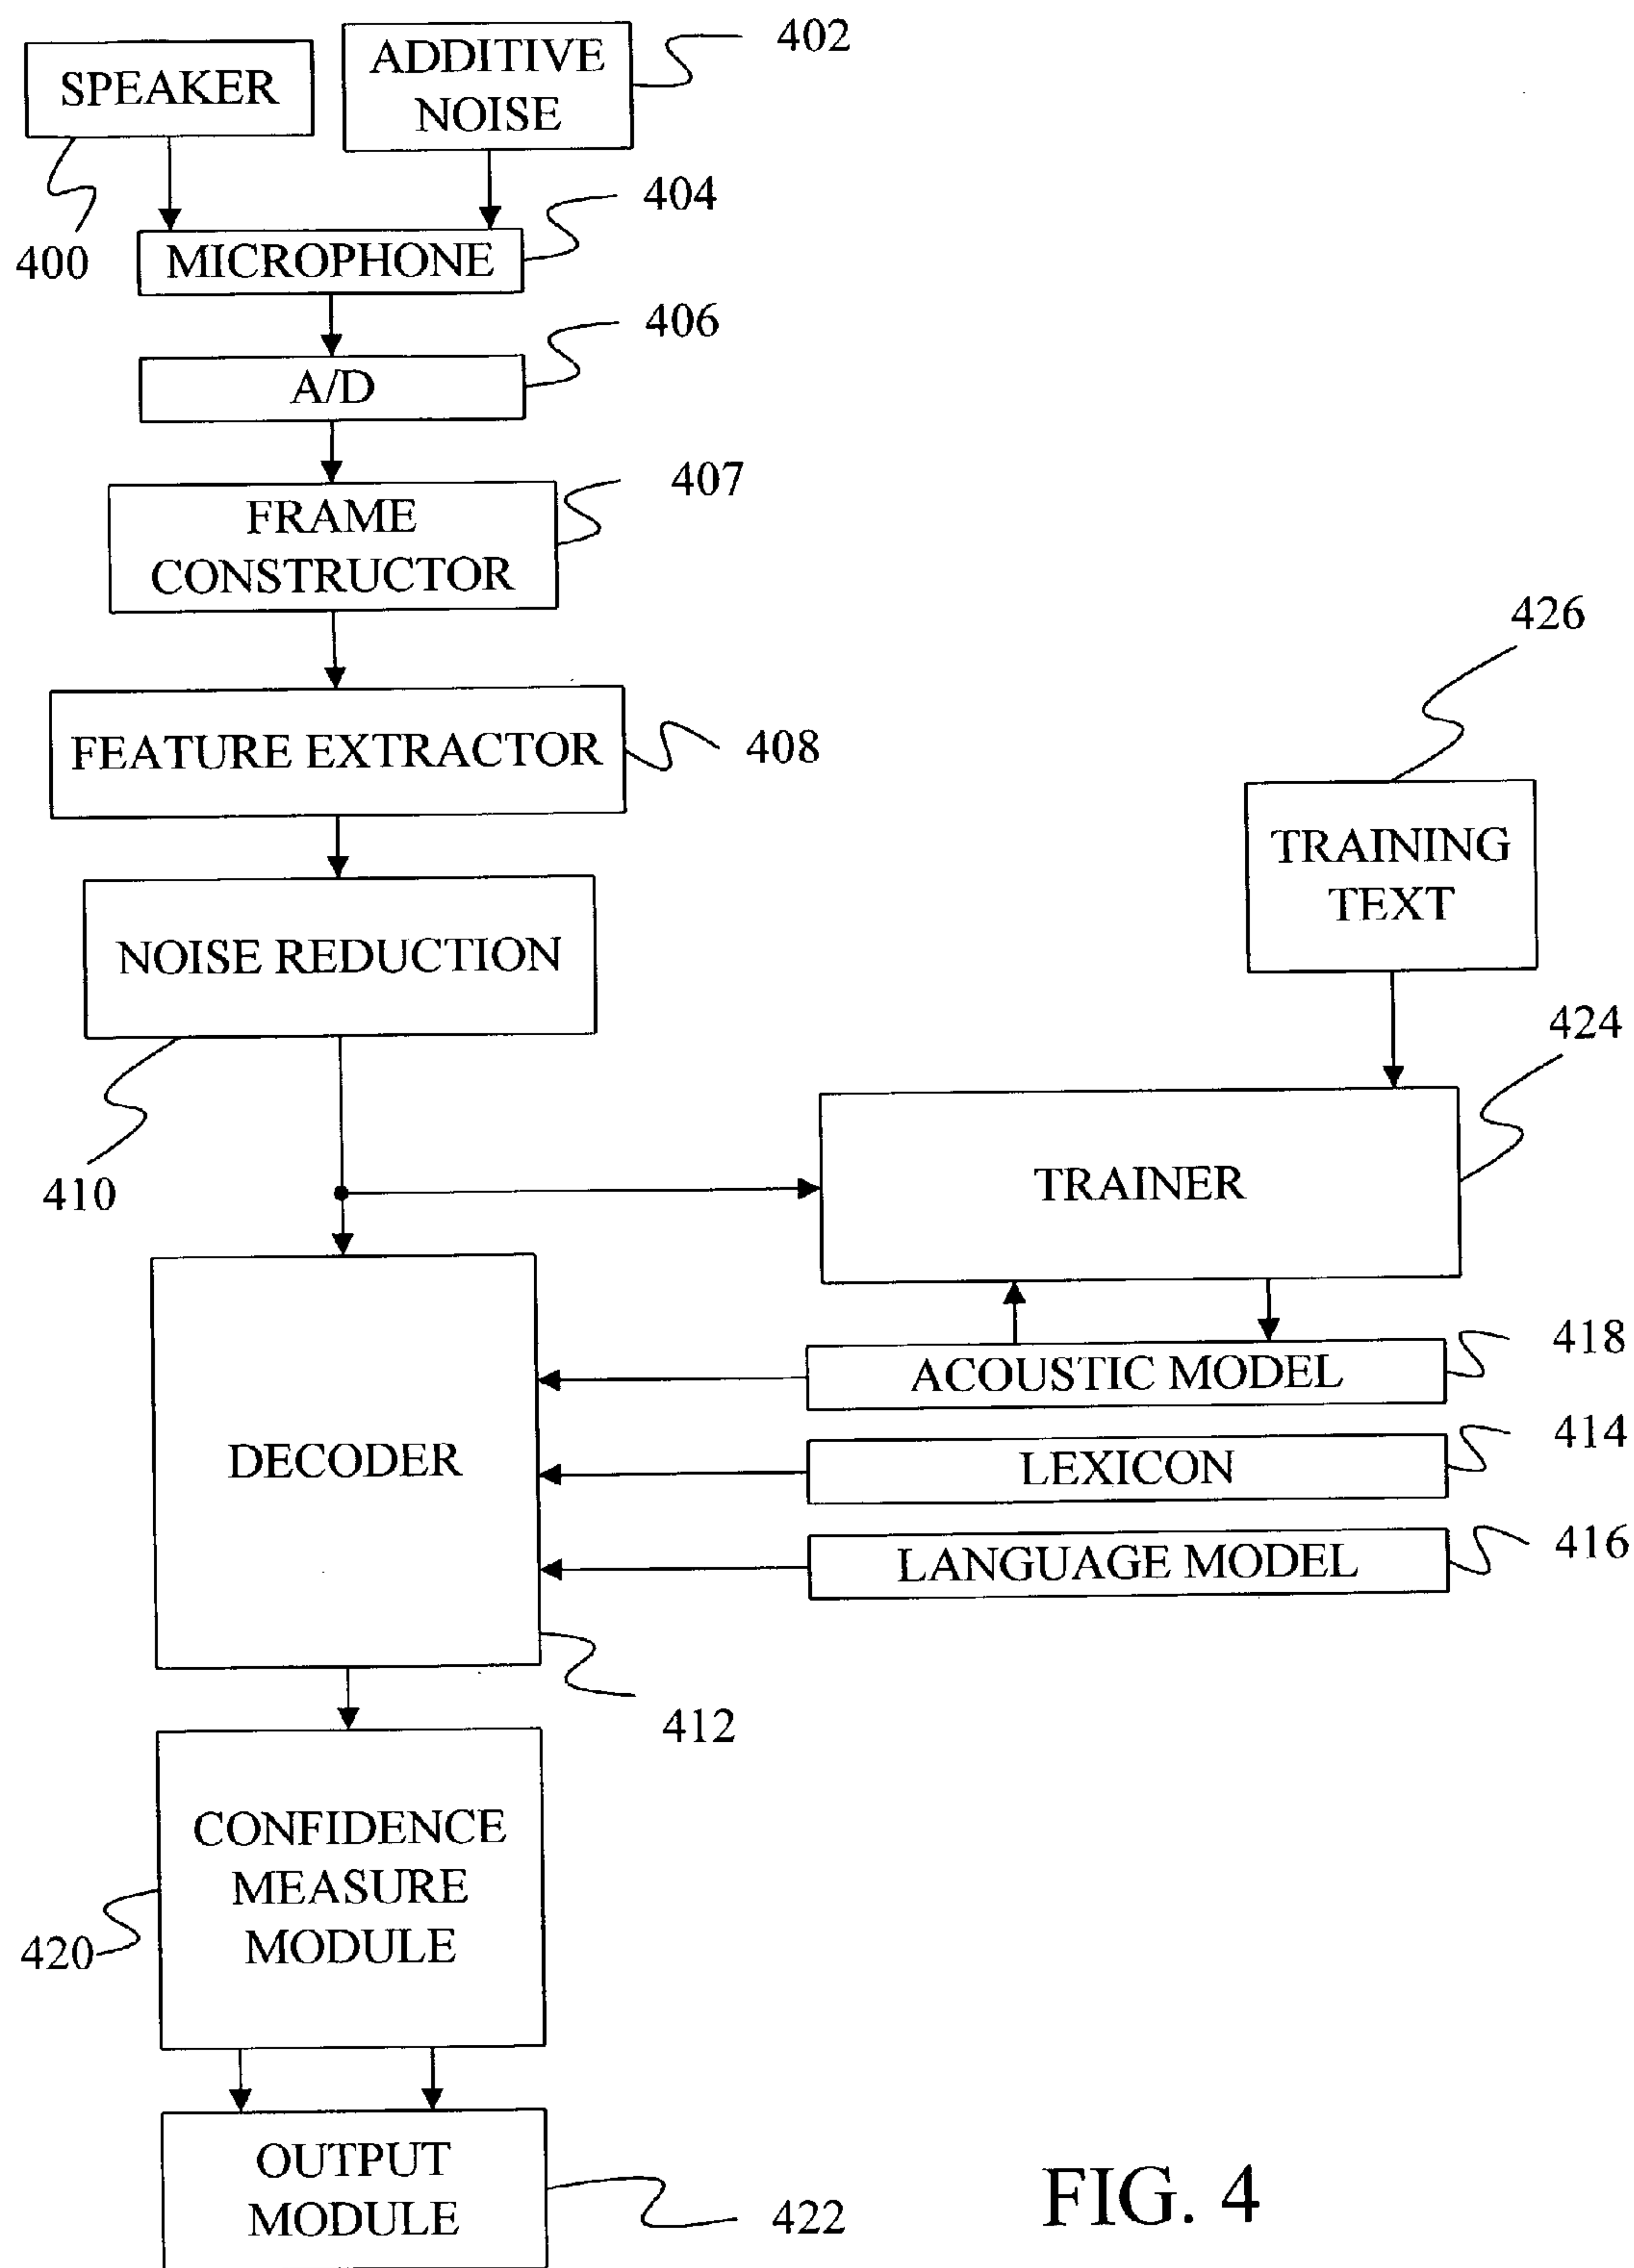 SPEAKER
ADDITIVE
NOISE
402
400
MICROPHONE
404
A/D
406
FRAME
CONSTRUCTOR
407
FEATURE EXTRACTOR
408
NOISE REDUCTION
410
426
TRAINING
TEXT
424
TRAINER
DECODER
412
ACOUSTIC MODEL
418
LEXICON
414
LANGUAGE MODEL
416
CONFIDENCE
MEASURE
MODULE
420
OUTPUT
MODULE
422
FIG. 4